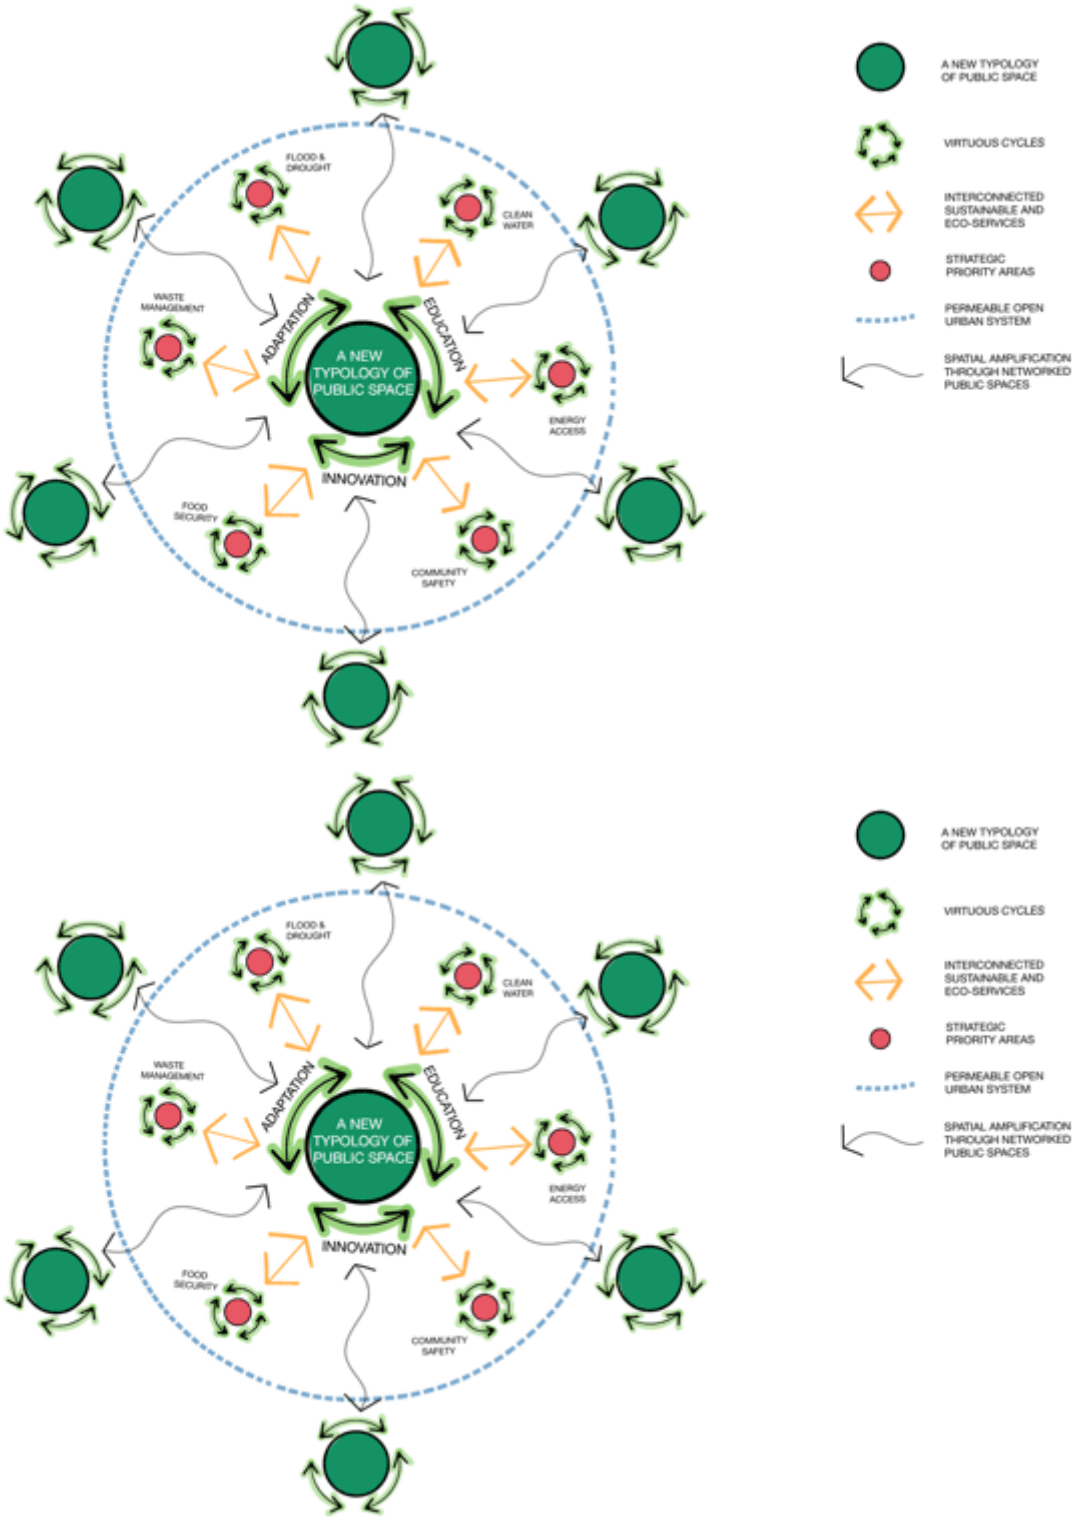 FLOOD &
DROUGHT
CLEAN
WATER
WASTE
MANAGEMENT
ADAPTATION
EDUCATION
A NEW
TYPOLOGY OF
PUBLIC SPACE
ENERGY
ACCESS
INNOVATION
FOOD
SECURITY
COMMUNITY
SAFETY
A NEW TYPOLOGY
OF PUBLIC SPACE
VIRTUOUS CYCLES
INTERCONNECTED
SUSTAINABLE AND
ECO-SERVICES
STRATEGIC
PRIORITY AREAS
PERMEABLE OPEN
URBAN SYSTEM
SPATIAL AMPLIFICATION
THROUGH NETWORKED
PUBLIC SPACES
FLOOD &
DROUGHT
CLEAN
WATER
WASTE
MANAGEMENT
ADAPTATION
EDUCATION
A NEW
TYPOLOGY OF
PUBLIC SPACE
ENERGY
ACCESS
INNOVATION
FOOD
SECURITY
COMMUNITY
SAFETY
A NEW TYPOLOGY
OF PUBLIC SPACE
VIRTUOUS CYCLES
INTERCONNECTED
SUSTAINABLE AND
ECO-SERVICES
STRATEGIC
PRIORITY AREAS
PERMEABLE OPEN
URBAN SYSTEM
SPATIAL AMPLIFICATION
THROUGH NETWORKED
PUBLIC SPACES